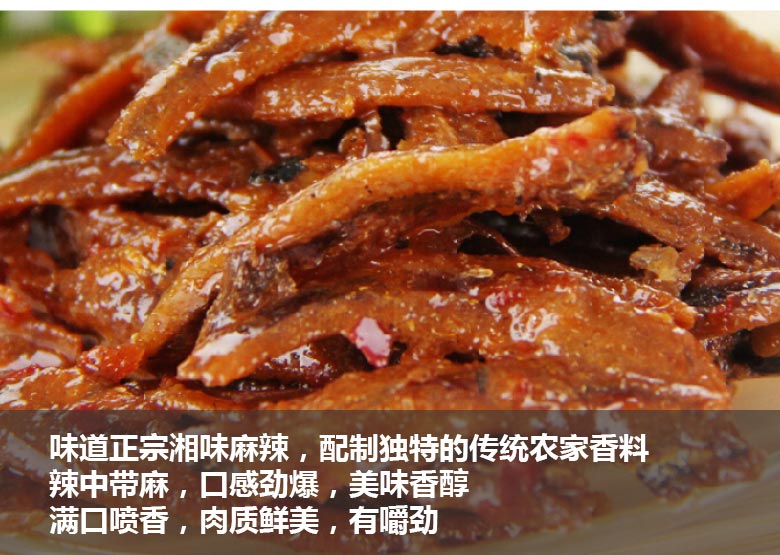 味道正宗湘味麻辣，配制独特的传统农家香料
辣中带麻，口感劲爆，美味香醇
满口喷香，肉质鲜美，有嚼劲